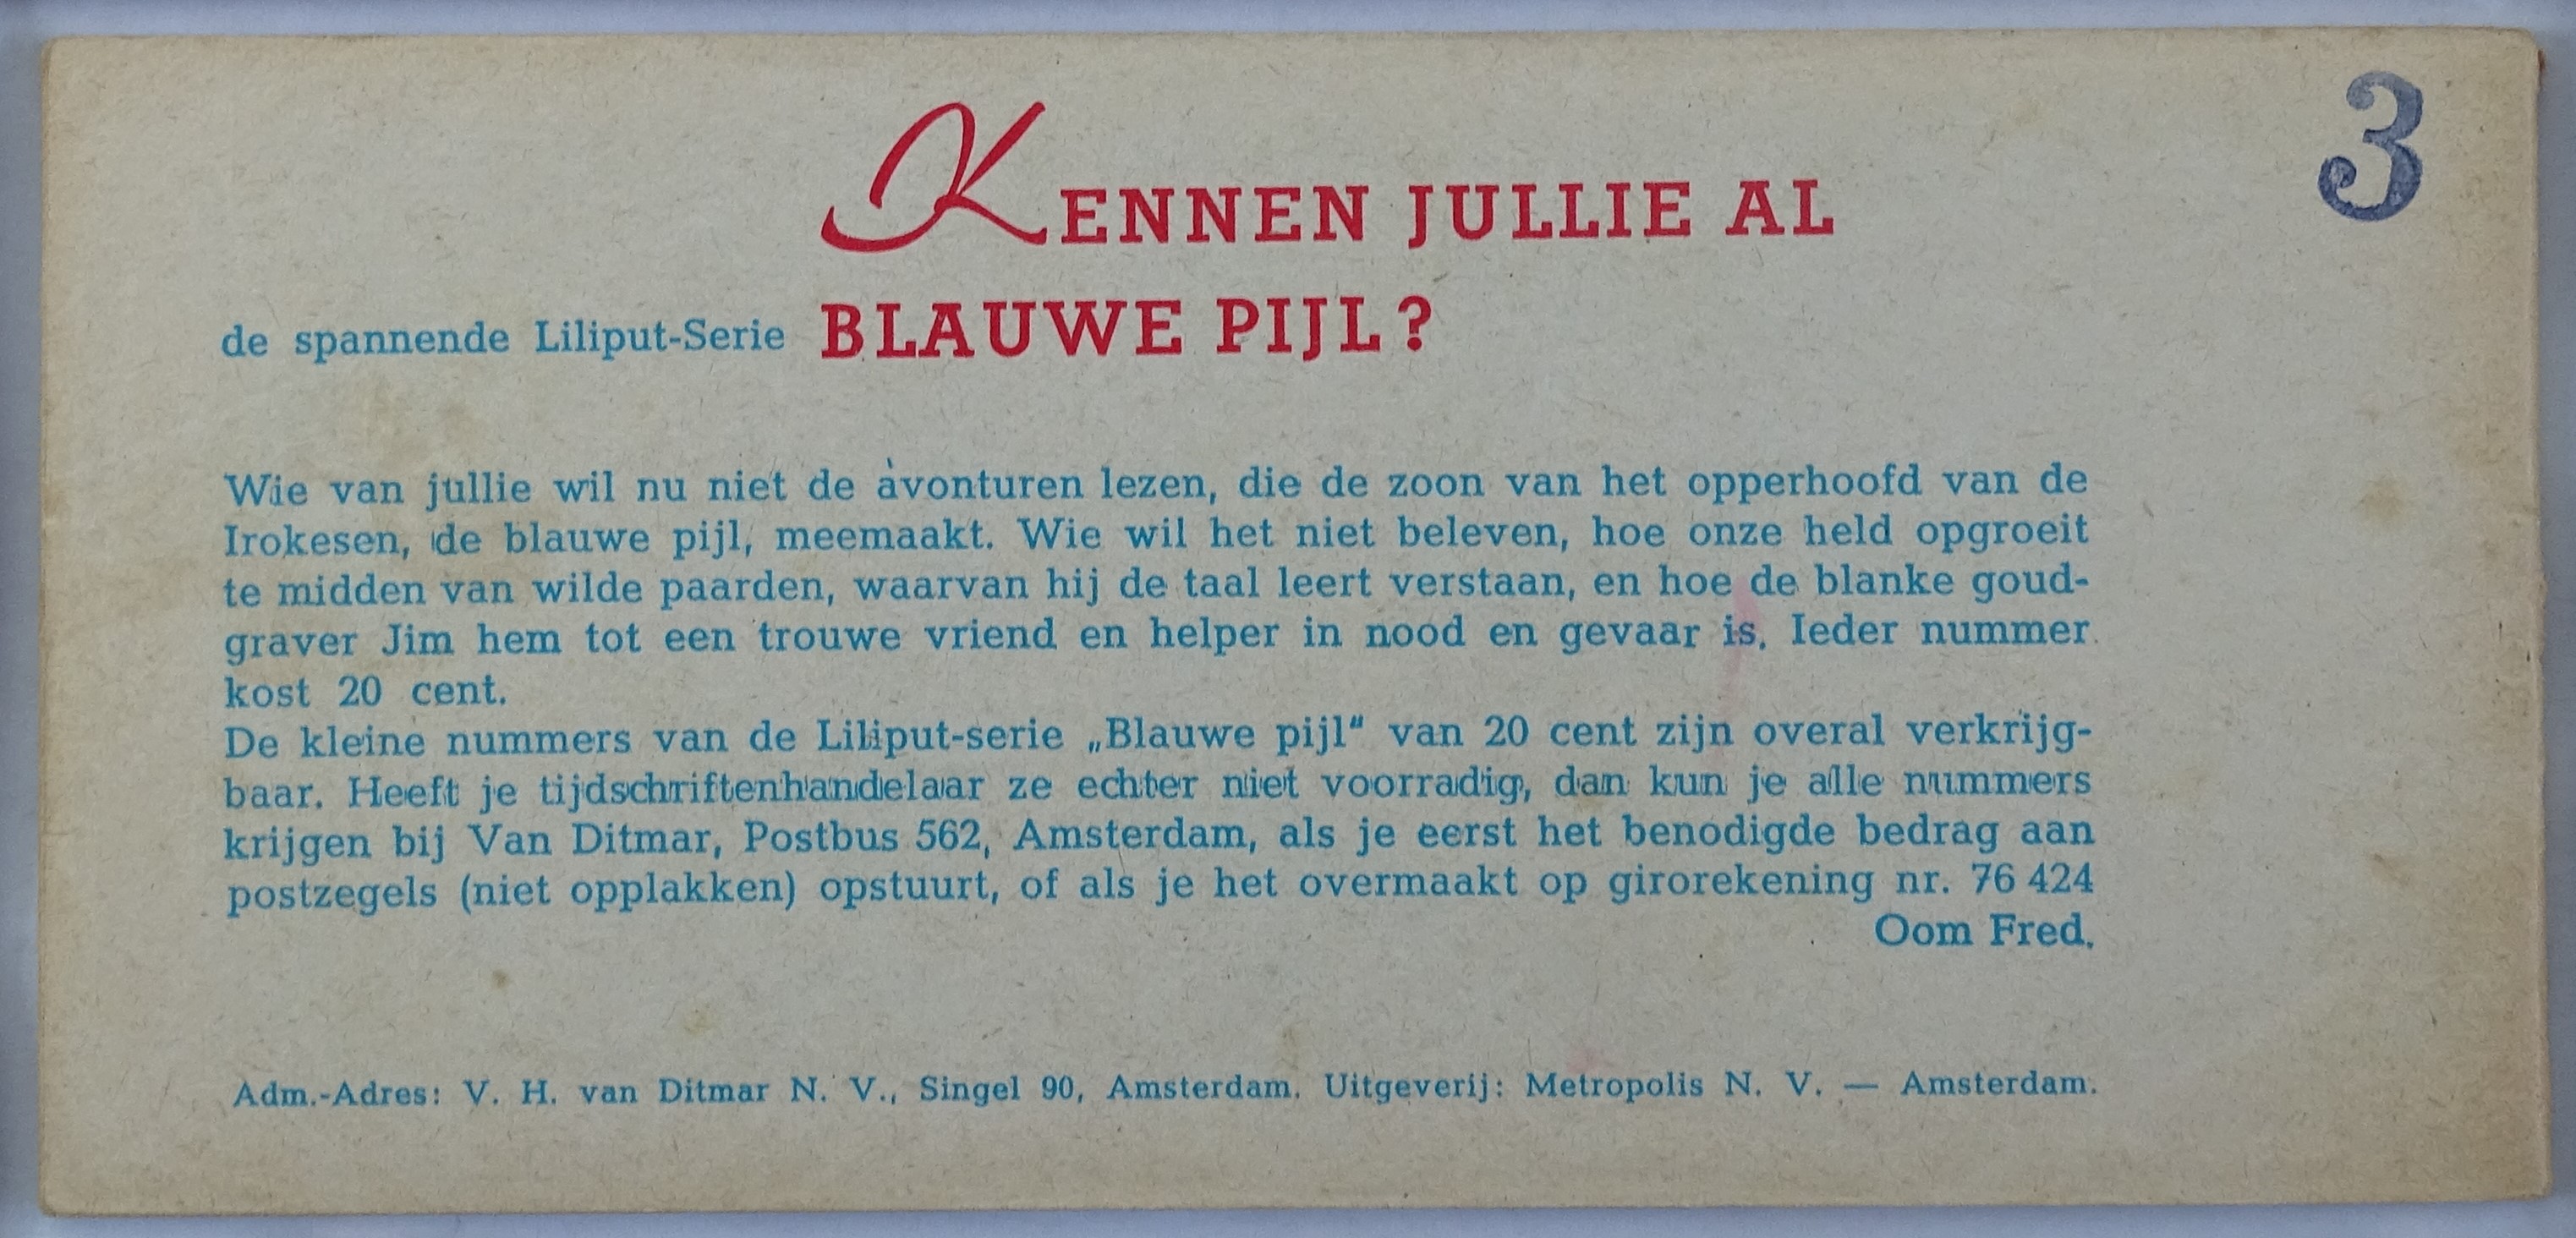 KENNEN JULLIE AL
3
de spannende Liliput-Serie BLAUWE PIJL?
Wie van jullie wil nu niet de avonturen lezen, die de zoon van het opperhoofd van de
Irokesen, de blauwe pijl, meemaakt. Wie wil het niet beleven, hoe onze held opgroeit
te midden van wilde paarden, waarvan hij de taal leert verstaan, en hoe de blanke goud-
graver Jim hem tot een trouwe vriend en helper in nood en gevaar is. Ieder nummer
kost 20 cent.
De kleine nummers van de Liliput-serie „Blauwe pijl" van 20 cent zijn overal verkrijg-
baar. Heeft je tijdschriftenhandelaar ze echter niet voorradig, dan kun je alle nummers
krijgen bij Van Ditmar, Postbus 562, Amsterdam, als je eerst het benodigde bedrag aan
postzegels (niet opplakken) opstuurt, of als je het overmaakt op girorekening nr. 76 424
Oom Fred.
Adm.-Adres: V. H. van Ditmar N. V., Singel 90, Amsterdam. Uitgeverij: Metropolis N. V. — Amsterdam.